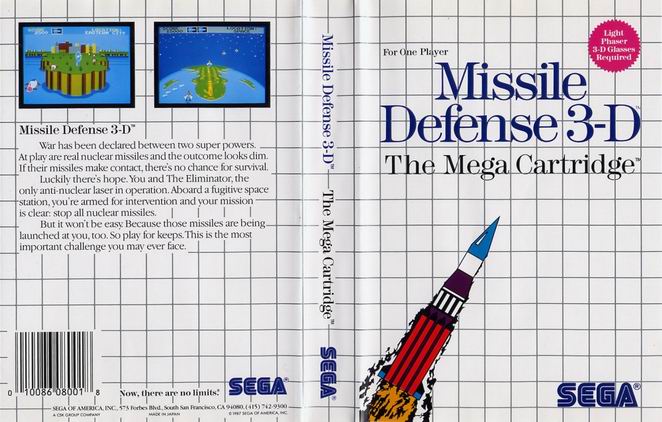 Missile Defense 3-D™
War has been declared between two super powers.
At play are real nuclear missiles and the outcome looks dim.
If their missiles make contact, there's no chance for survival.
Luckily there's hope. You and The Eliminator, the
only anti-nuclear laser in operation. Aboard a fugitive space
station, you're armed for intervention and your mission
is clear: stop all nuclear missiles.
But it won't be easy. Because those missiles are being
launched at you, too. So play for keeps. This is the most
important challenge you may ever face.
0 10086 08001 8
Now, there are no limits.™
SEGA®
SEGA OF AMERICA, INC., 573 Forbes Blvd., South San Francisco, CA 94080, (415) 742-9300
A CSK GROUP COMPANY
MADE IN JAPAN
©1987 SEGA OF AMERICA, INC.
Missile Defense 3-D™
The Mega Cartridge™
SEGA®
For One Player
Light
Phaser
3-D Glasses
Required
Missile
Defense 3-D™
The Mega Cartridge™
SEGA®